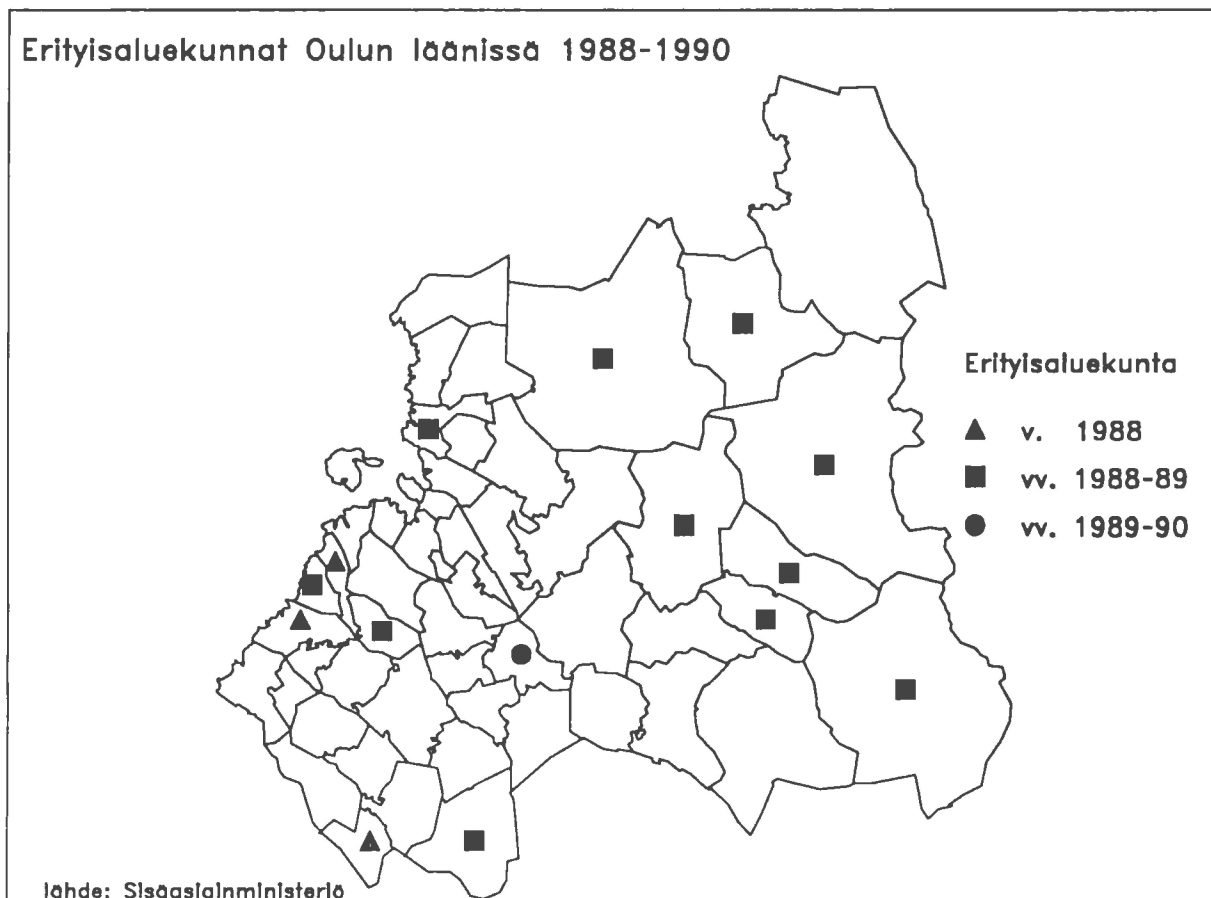 Erityisaluekunnat Oulun läänissä 1988-1990
Erityisaluekunta
v. 1988
vv. 1988-89
vv. 1989-90
lähde: Sisäasiainministeriö